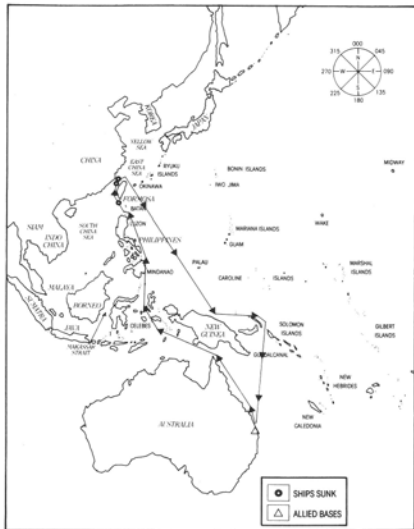 000
315
045
N
270
W
E
090
S
225
135
180
KOREA
JAPAN
YELLOW
SEA
CHINA
EAST
CHINA
SEA
RYUKU
ISLANDS
BONIN ISLANDS
MIDWAY
OKINAWA
IWO JIMA
FORMOSA
BATAN
WAKE
SIAM
INDO
CHINA
SOUTH
CHINA
SEA
LUZON
PHILIPPINES
MARIANA ISLANDS
GUAM
MARSHAL
ISLANDS
PALAU
MINDANAO
CAROLINE
ISLANDS
MALAYA
SUMATRA
BORNEO
CELEBES
NEW
GUINEA
SOLOMON
ISLANDS
GILBERT
ISLANDS
JAVA
MAKASSAR
STRAIT
GUADALCANAL
NEW
HEBRIDES
NEW
CALEDONIA
AUSTRALIA
SHIPS SUNK
ALLIED BASES